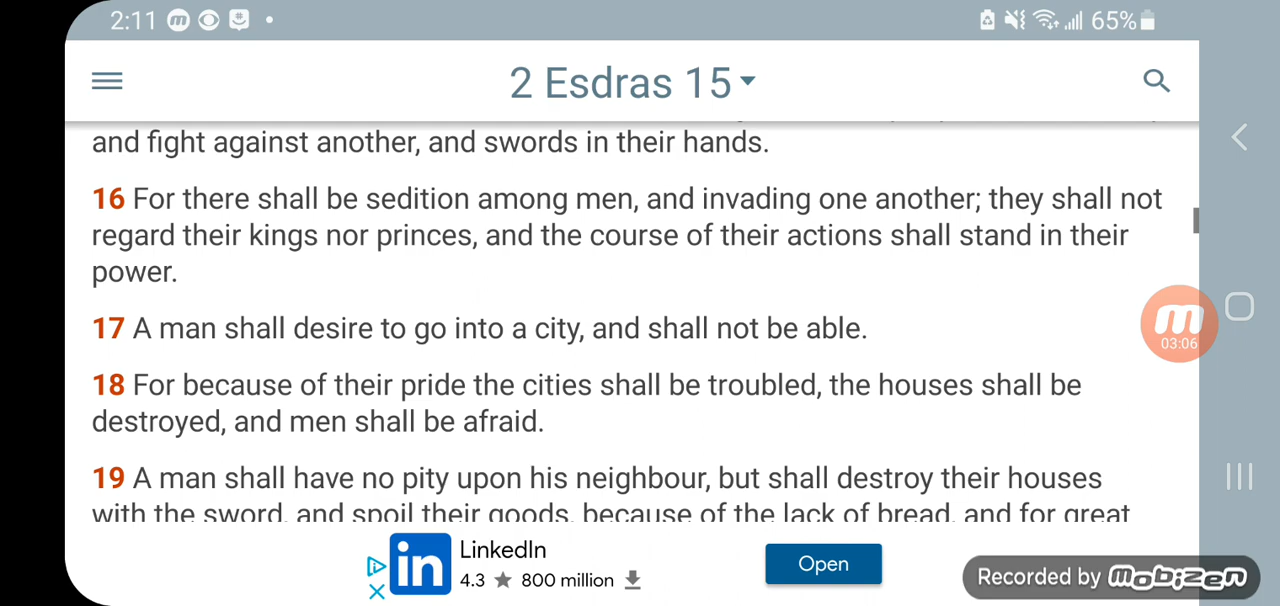 2:11 65%
2 Esdras 15
and fight against another, and swords in their hands.
16 For there shall be sedition among men, and invading one another; they shall not
regard their kings nor princes, and the course of their actions shall stand in their
power.
17 A man shall desire to go into a city, and shall not be able.
18 For because of their pride the cities shall be troubled, the houses shall be
destroyed, and men shall be afraid.
19 A man shall have no pity upon his neighbour, but shall destroy their houses
with the sword, and spoil their goods, because of the lack of bread, and for great
m
03:06
in
LinkedIn
4.3 ★ 800 million
Open
Recorded by mobizen